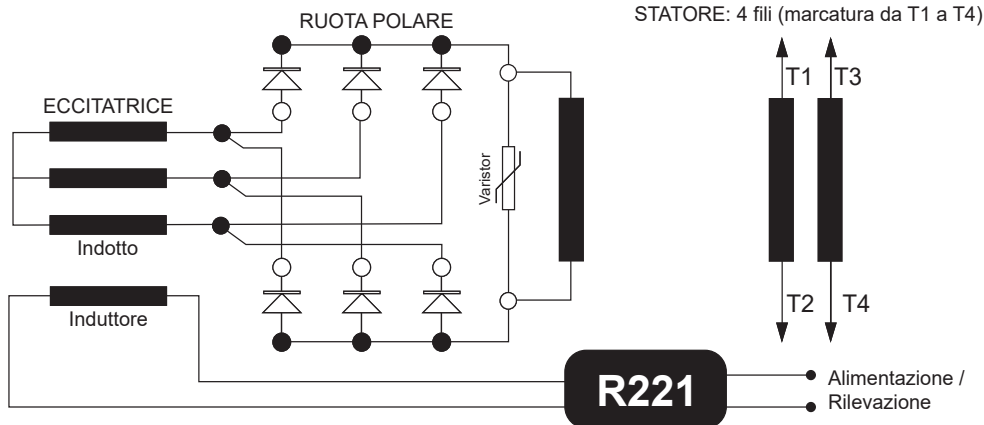 RUOTA POLARE
STATORE: 4 fili (marcatura da T1 a T4)
ECCITATRICE
T1
T3
Varistor
Indotto
Induttore
T2
T4
R221
Alimentazione /
Rilevazione